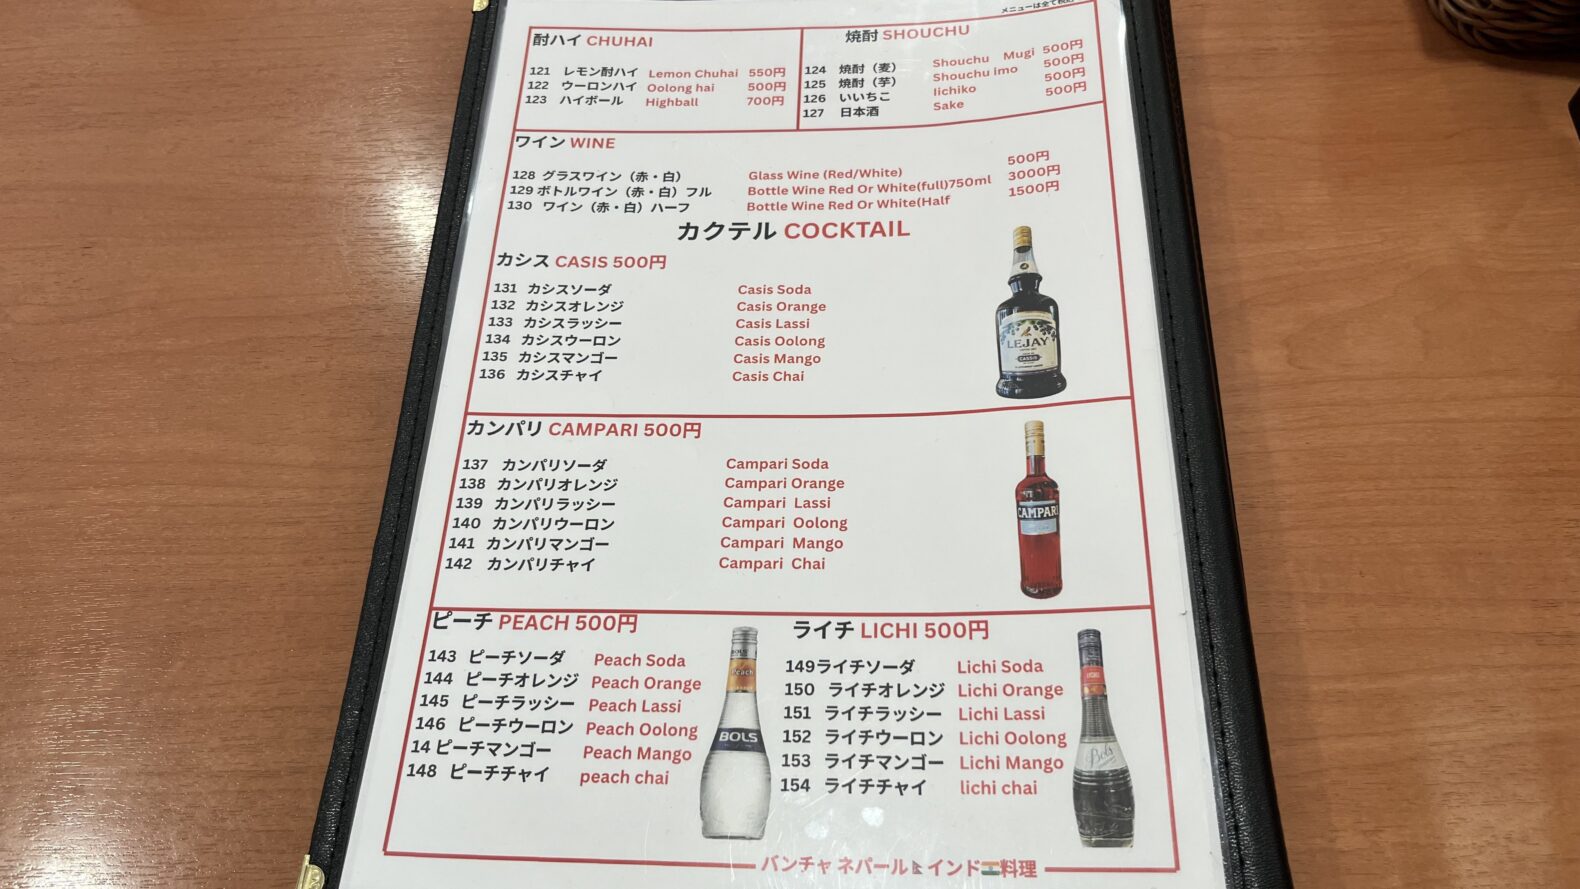 メニューは全て税込
酎ハイ CHUHAI
121 レモン酎ハイ Lemon Chuhai 550円
122 ウーロンハイ Oolong hai 500円
123 ハイボール Highball 700円
焼酎 SHOUCHU
124 焼酎（麦） Shouchu Mugi 500円
125 焼酎（芋） Shouchu imo 500円
126 いいちこ Iichiko 500円
127 日本酒 Sake 500円
ワイン WINE
128 グラスワイン（赤・白） Glass Wine (Red/White) 500円
129 ボトルワイン（赤・白）フル Bottle Wine Red Or White(full)750ml 3000円
130 ワイン（赤・白）ハーフ Bottle Wine Red Or White(Half 1500円
カクテル COCKTAIL
カシス CASIS 500円
131 カシスソーダ Casis Soda
132 カシスオレンジ Casis Orange
133 カシスラッシー Casis Lassi
134 カシスウーロン Casis Oolong
135 カシスマンゴー Casis Mango
136 カシスチャイ Casis Chai
LEJAY
CASSIS
カンパリ CAMPARI 500円
137 カンパリソーダ Campari Soda
138 カンパリオレンジ Campari Orange
139 カンパリラッシー Campari Lassi
140 カンパリウーロン Campari Oolong
141 カンパリマンゴー Campari Mango
142 カンパリチャイ Campari Chai
CAMPARI
ピーチ PEACH 500円
143 ピーチソーダ Peach Soda
144 ピーチオレンジ Peach Orange
145 ピーチラッシー Peach Lassi
146 ピーチウーロン Peach Oolong
14 ピーチマンゴー Peach Mango
148 ピーチチャイ peach chai
BOLS
Peach
BOLS
ライチ LICHI 500円
149ライチソーダ Lichi Soda
150 ライチオレンジ Lichi Orange
151 ライチラッシー Lichi Lassi
152 ライチウーロン Lichi Oolong
153 ライチマンゴー Lichi Mango
154 ライチチャイ lichi chai
Bols
バンチャ ネパール🇳🇵インド🇮🇳料理